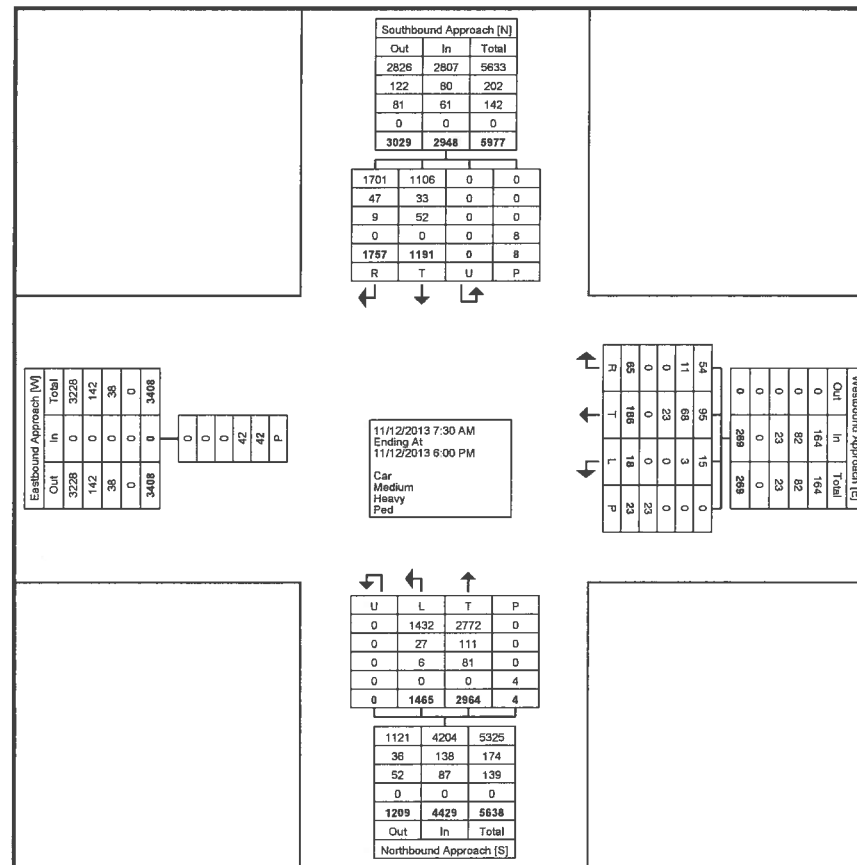 Southbound Approach [N]
Out In Total
2826 2807 5633
122 80 202
81 61 142
0 0 0
3029 2948 5977
1701 1106 0 0
47 33 0 0
9 52 0 0
0 0 0 8
1757 1191 0 8
R T U P
Eastbound Approach [W]
Out In Total
3228 0 3228
142 0 142
38 0 38
0 0 0
3408 0 3408
0
0
0
42
42
P
11/12/2013 7:30 AM
Ending At
11/12/2013 6:00 PM
Car
Medium
Heavy
Ped
Westbound Approach [E]
Out In Total
0 164 164
0 82 82
0 23 23
0 0 0
0 269 269
54 95 15 0
11 68 3 0
0 23 0 0
0 0 0 23
65 186 18 23
R T L P
U L T P
0 1432 2772 0
0 27 111 0
0 6 81 0
0 0 0 4
0 1465 2964 4
1121 4204 5325
36 138 174
52 87 139
0 0 0
1209 4429 5638
Out In Total
Northbound Approach [S]